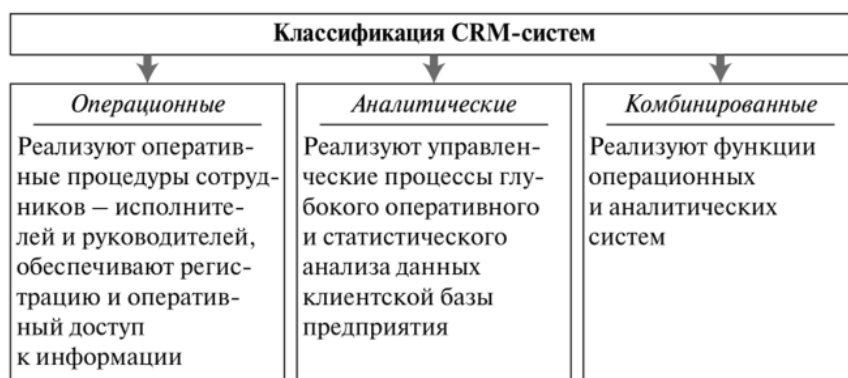 Классификация CRM-систем
Операционные
Реализуют оператив-
ные процедуры сотруд-
ников – исполните-
лей и руководителей,
обеспечивают регис-
трацию и оператив-
ный доступ
к информации
Аналитические
Реализуют управлен-
ческие процессы глу-
бокого оперативного
и статистического
анализа данных
клиентской базы
предприятия
Комбинированные
Реализуют функции
операционных
и аналитических
систем